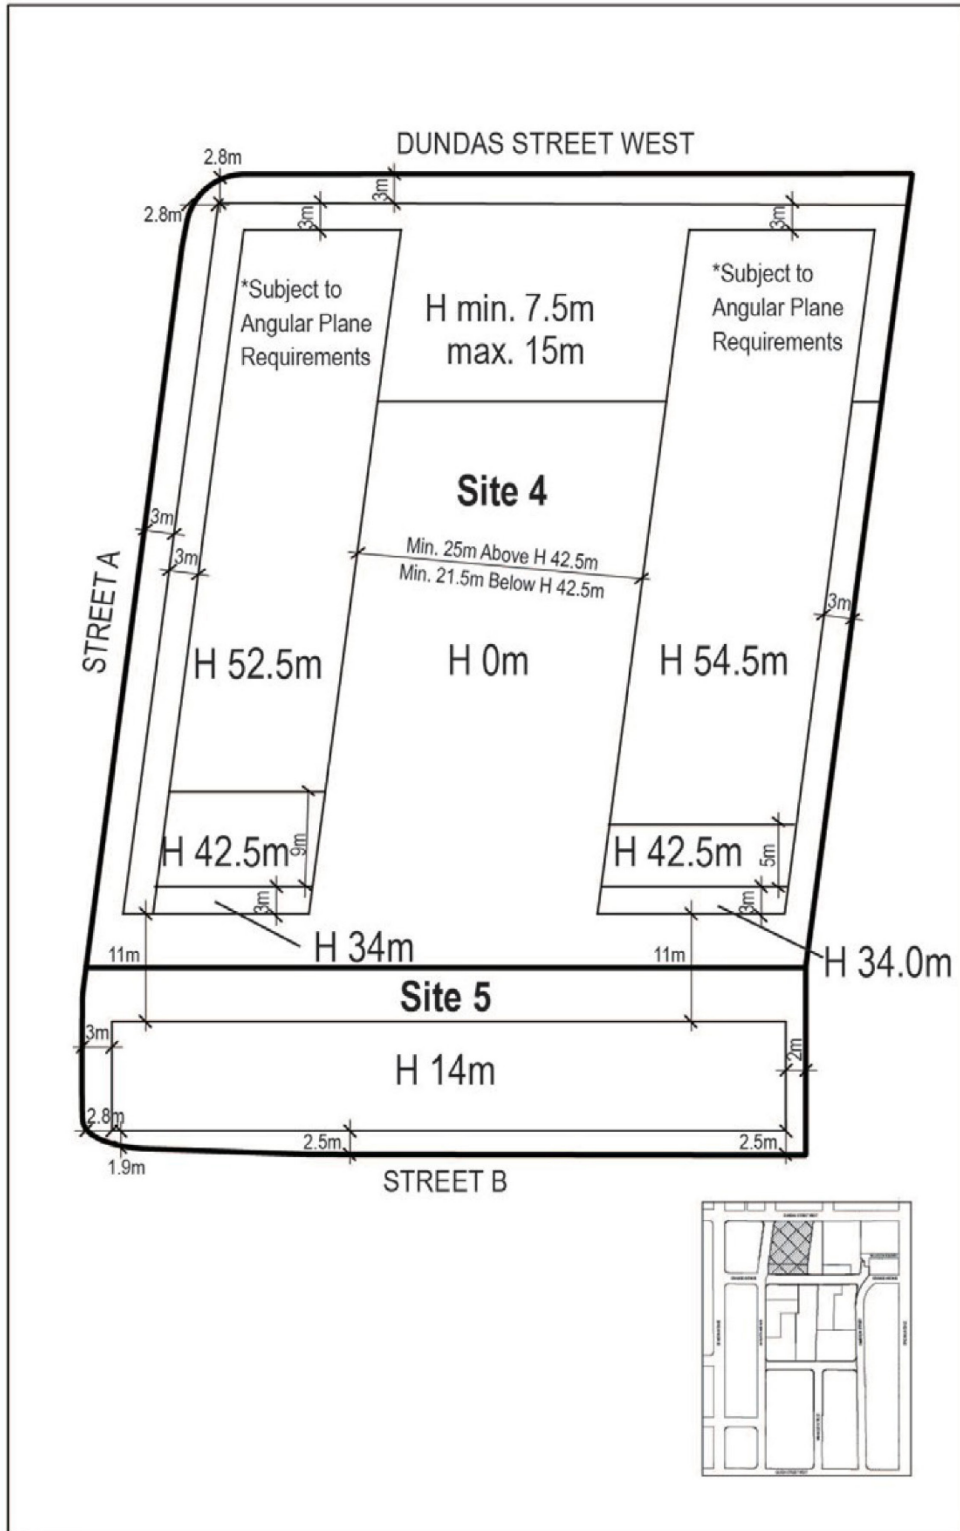 DUNDAS STREET WEST
2.8m
2.8m
3m
3m
3m
*Subject to
Angular Plane
Requirements
H min. 7.5m
max. 15m
*Subject to
Angular Plane
Requirements
Site 4
3m
3m
Min. 25m Above H 42.5m
Min. 21.5m Below H 42.5m
3m
STREET A
H 52.5m
H 0m
H 54.5m
H 42.5m
9m
H 42.5m
5m
3m
3m
H 34m
H 34.0m
11m
11m
Site 5
3m
H 14m
2m
2.8m
1.9m
2.5m
2.5m
STREET B